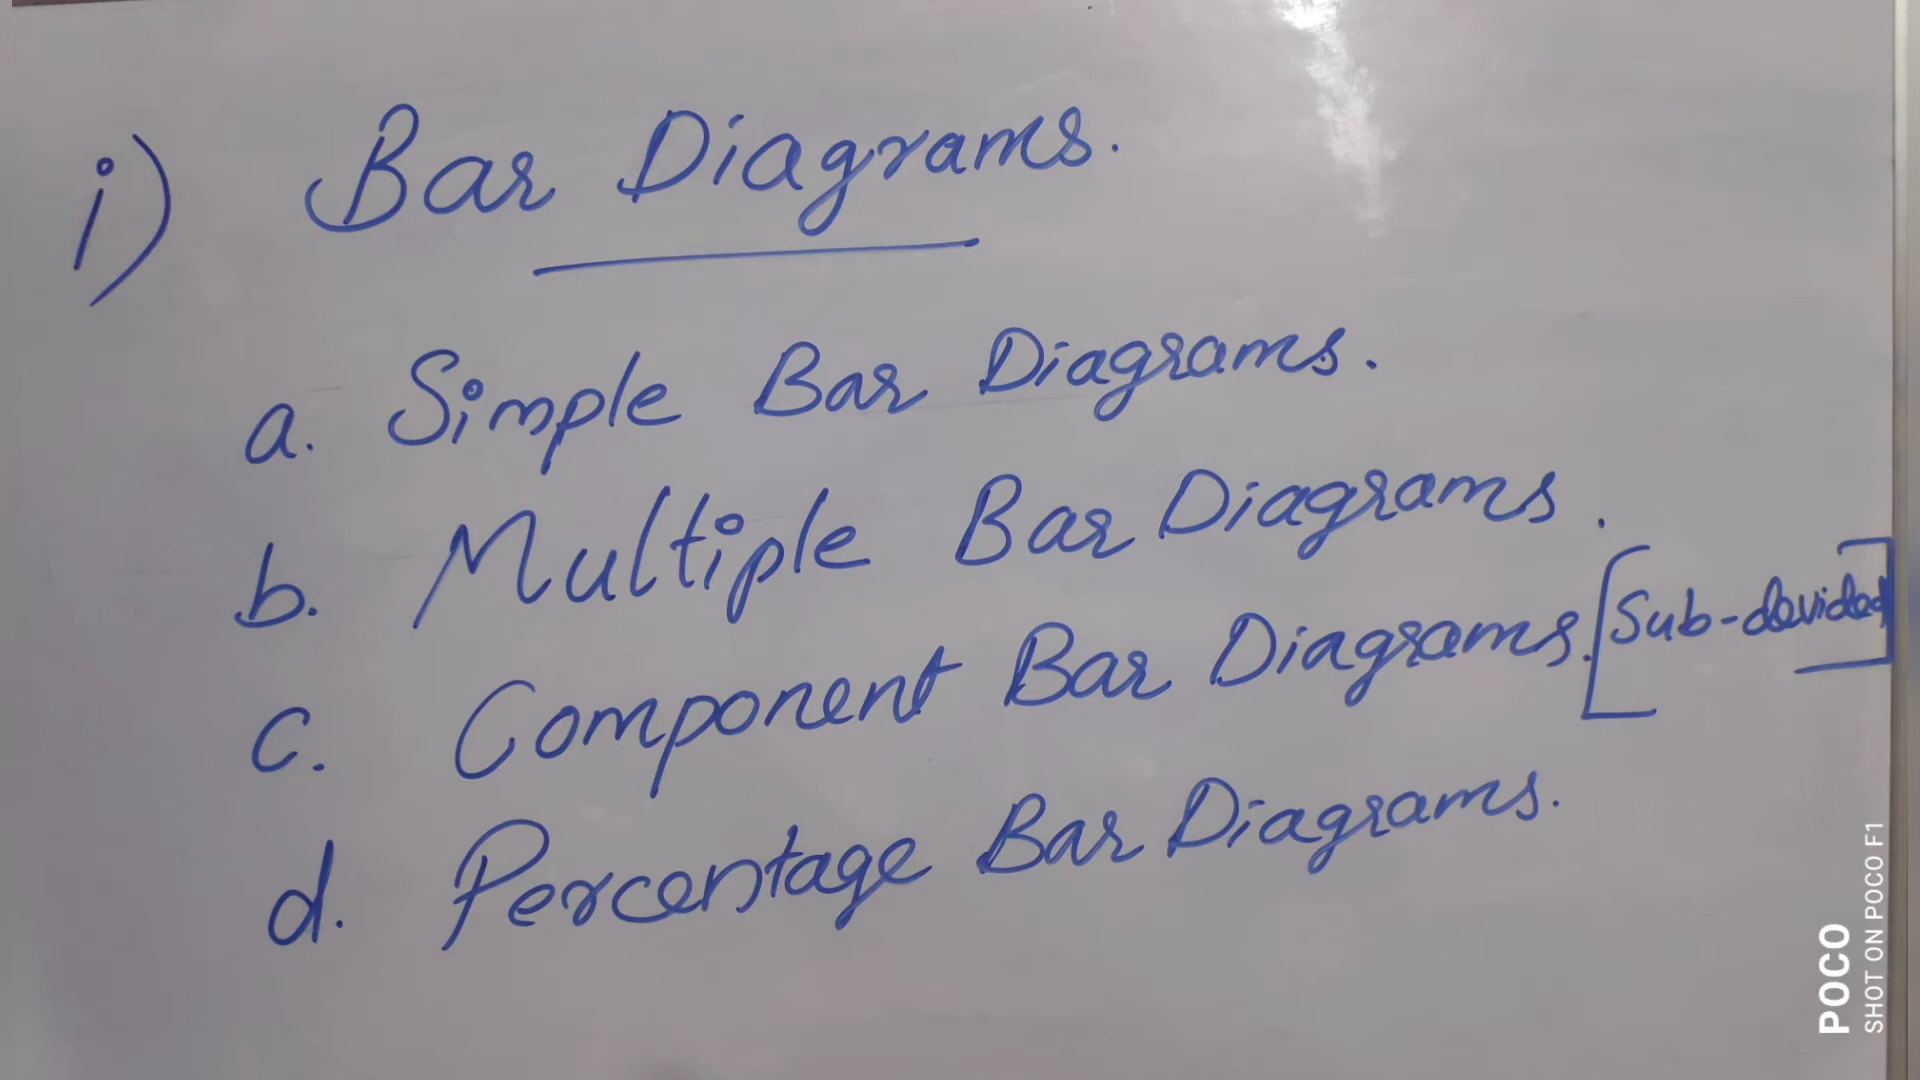 i) Bar Diagrams.
a. Simple Bar Diagrams.
b. Multiple Bar Diagrams.
c. Component Bar Diagrams. [Sub-devided]
d. Percentage Bar Diagrams.
POCO
SHOT ON POCO F1